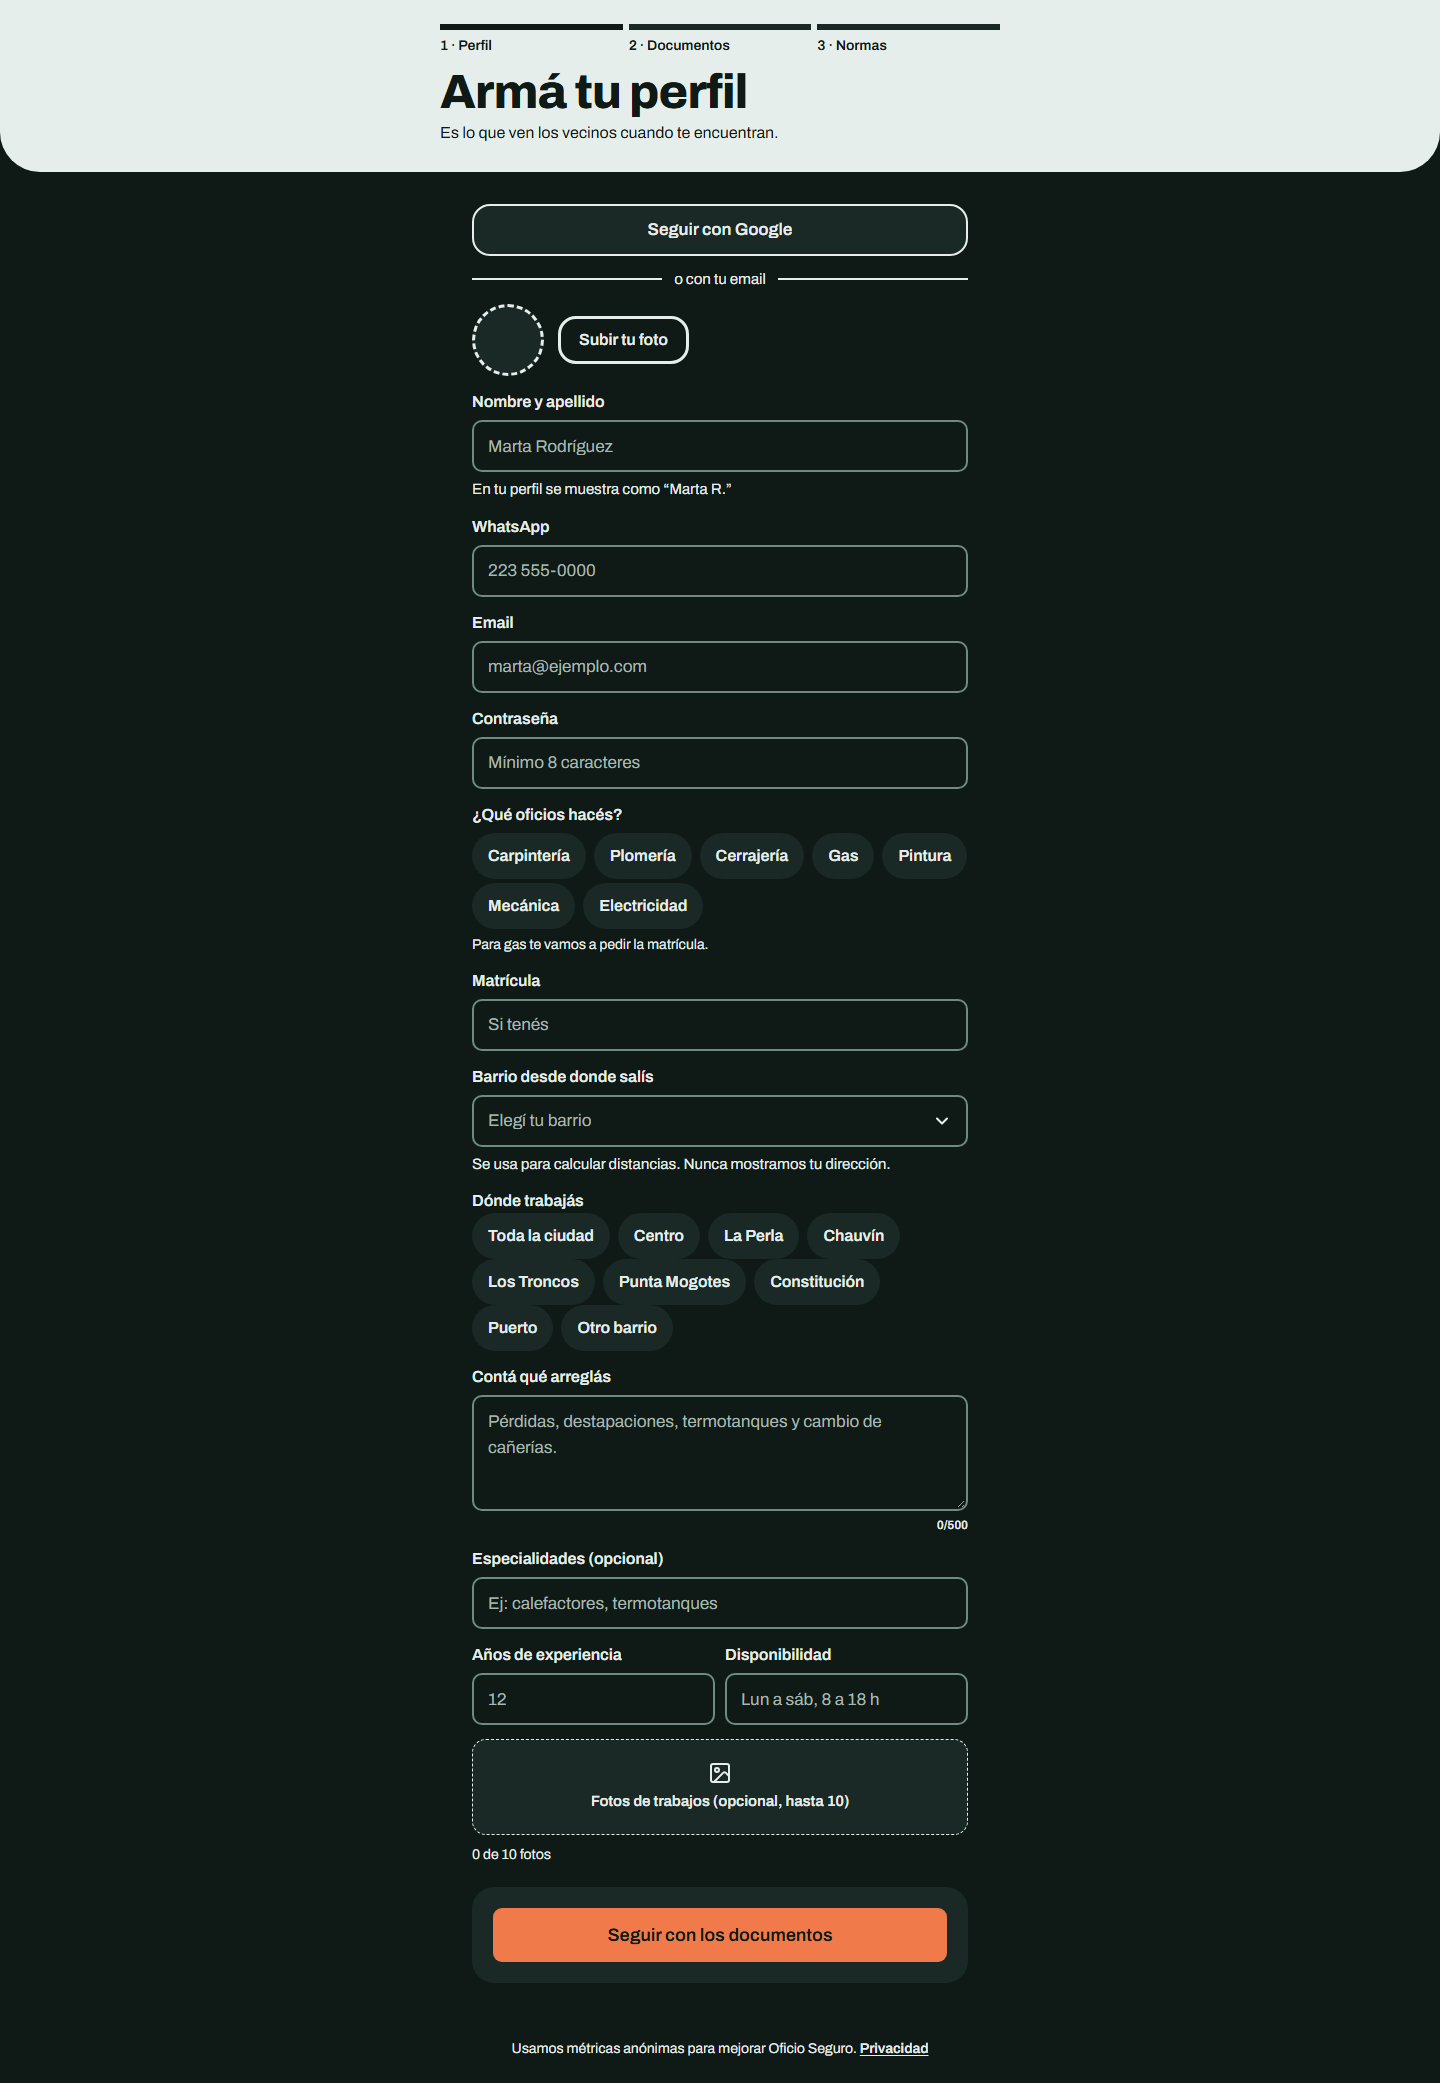 1 · Perfil
2 · Documentos
3 · Normas
Armá tu perfil
Es lo que ven los vecinos cuando te encuentran.
Seguir con Google
o con tu email
Subir tu foto
Nombre y apellido
Marta Rodríguez
En tu perfil se muestra como “Marta R.”
WhatsApp
223 555-0000
Email
marta@ejemplo.com
Contraseña
Mínimo 8 caracteres
¿Qué oficios hacés?
Carpintería
Plomería
Cerrajería
Gas
Pintura
Mecánica
Electricidad
Para gas te vamos a pedir la matrícula.
Matrícula
Si tenés
Barrio desde donde salís
Elegí tu barrio
Se usa para calcular distancias. Nunca mostramos tu dirección.
Dónde trabajás
Toda la ciudad
Centro
La Perla
Chauvín
Los Troncos
Punta Mogotes
Constitución
Puerto
Otro barrio
Contá qué arreglás
Pérdidas, destapaciones, termotanques y cambio de
cañerías.
0/500
Especialidades (opcional)
Ej: calefactores, termotanques
Años de experiencia
Disponibilidad
12
Lun a sáb, 8 a 18 h
Fotos de trabajos (opcional, hasta 10)
0 de 10 fotos
Seguir con los documentos
Usamos métricas anónimas para mejorar Oficio Seguro. Privacidad